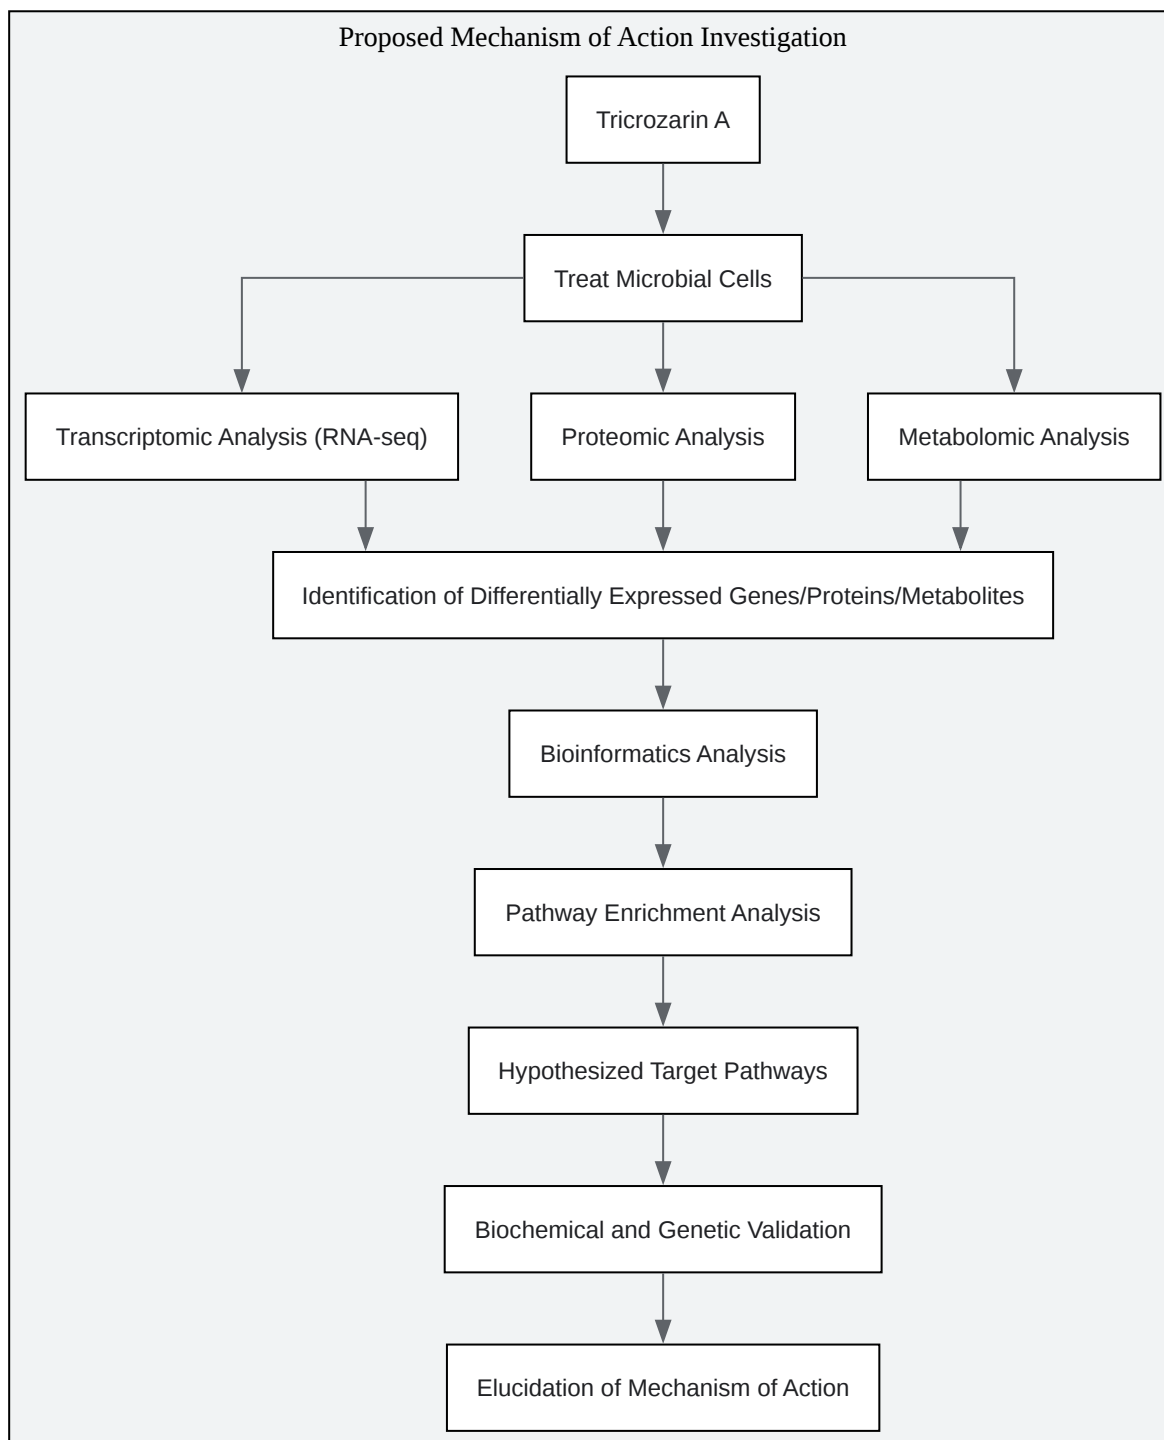 Proposed Mechanism of Action Investigation
Tricrozarin A
Treat Microbial Cells
Transcriptomic Analysis (RNA-seq)
Proteomic Analysis
Metabolomic Analysis
Identification of Differentially Expressed Genes/Proteins/Metabolites
Bioinformatics Analysis
Pathway Enrichment Analysis
Hypothesized Target Pathways
Biochemical and Genetic Validation
Elucidation of Mechanism of Action